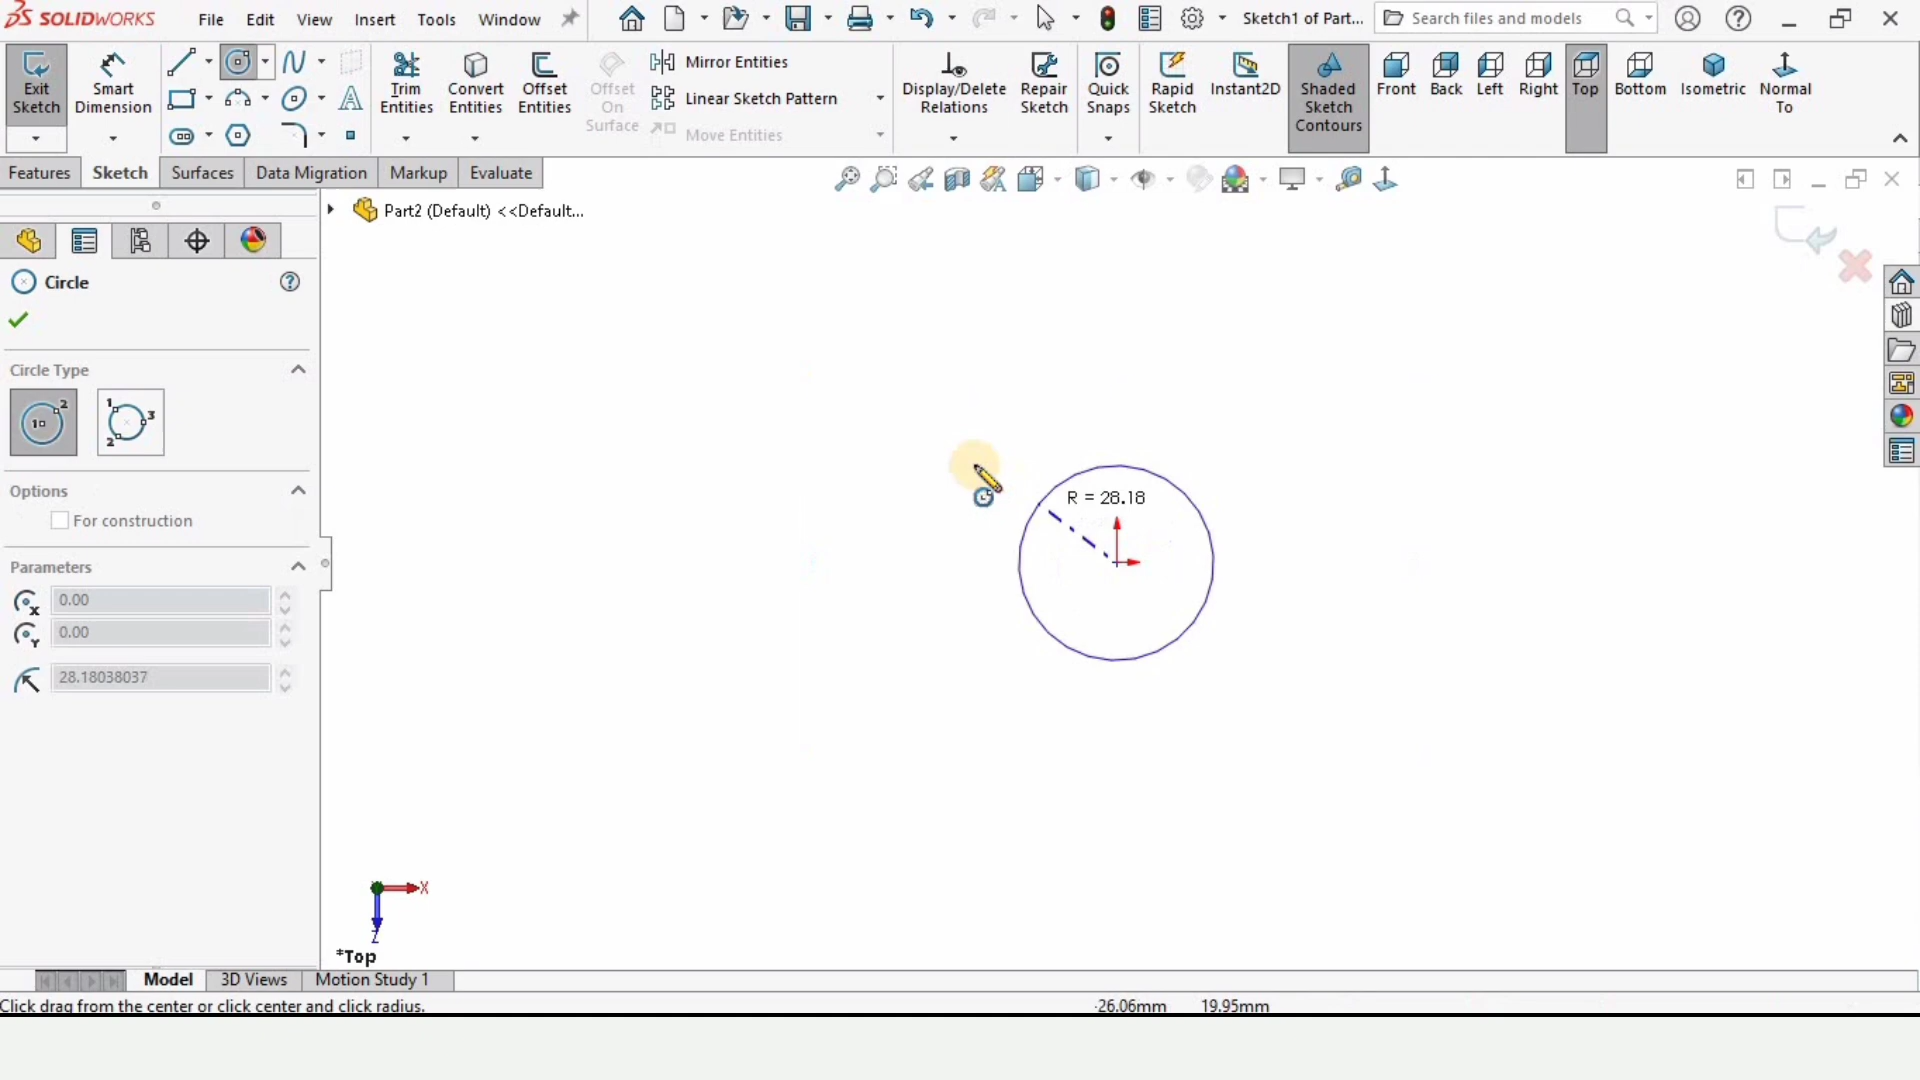 SOLIDWORKS File Edit View Insert Tools Window Sketch1 of Part... Search files and models
Exit Sketch
Smart Dimension
Trim Entities
Convert Entities
Offset Entities
Offset On Surface
Mirror Entities
Linear Sketch Pattern
Move Entities
Display/Delete Relations
Repair Sketch
Quick Snaps
Rapid Sketch
Instant2D
Shaded Sketch Contours
Front Back Left Right Top Bottom Isometric
Normal To
Features Sketch Surfaces Data Migration Markup Evaluate
Part2 (Default) <<Default...
Circle
Circle Type
1 2
1 2 3
Options
For construction
Parameters
X 0.00
Y 0.00
28.18038037
R = 28.18
X
Z
*Top
Model 3D Views Motion Study 1
Click drag from the center or click center and click radius. -26.06mm 19.95mm